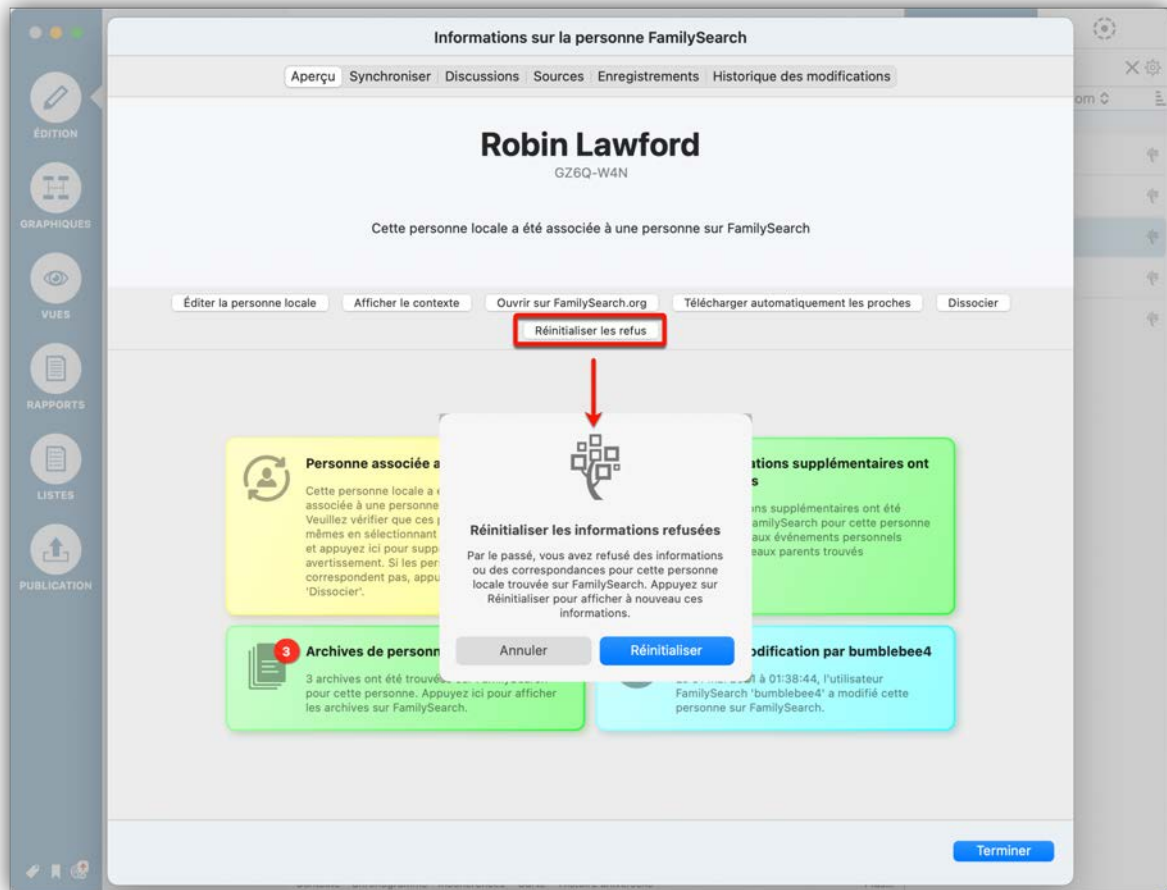 Informations sur la personne FamilySearch
Aperçu Synchroniser Discussions Sources Enregistrements Historique des modifications
om
ÉDITION
Robin Lawford
GZ6Q-W4N
GRAPHIQUES
Cette personne locale a été associée à une personne sur FamilySearch
VUES
Éditer la personne locale Afficher le contexte Ouvrir sur FamilySearch.org Télécharger automatiquement les proches Dissocier
Réinitialiser les refus
RAPPORTS
LISTES
PUBLICATION
Personne associée a
Cette personne locale a
associée à une personne
Veuillez vérifier que ces
mêmes en sélectionnant
et appuyez ici pour supp
avertissement. Si les per
correspondent pas, appu
'Dissocier'.
ations supplémentaires ont
s
ns supplémentaires ont été
amilySearch pour cette personne
aux événements personnels
eaux parents trouvés
Réinitialiser les informations refusées
Par le passé, vous avez refusé des informations
ou des correspondances pour cette personne
locale trouvée sur FamilySearch. Appuyez sur
Réinitialiser pour afficher à nouveau ces
informations.
Annuler Réinitialiser
3
Archives de personn
3 archives ont été trouvées sur FamilySearch
pour cette personne. Appuyez ici pour afficher
les archives sur FamilySearch.
odification par bumblebee4
à 01:38:44, l'utilisateur
FamilySearch 'bumblebee4' a modifié cette
personne sur FamilySearch.
Terminer